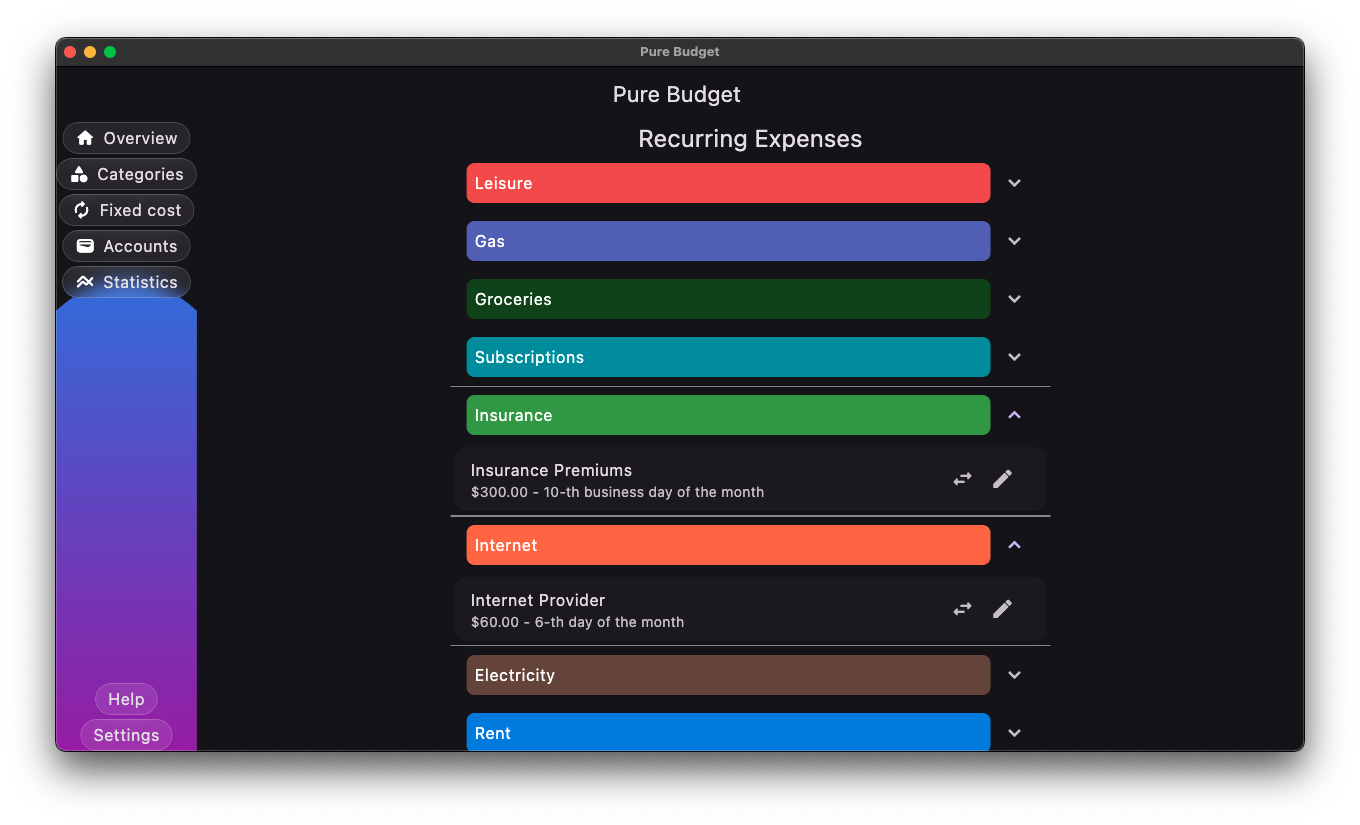 Pure Budget
Pure Budget
Overview
Categories
Fixed cost
Accounts
Statistics
Help
Settings
Recurring Expenses
Leisure
Gas
Groceries
Subscriptions
Insurance
Insurance Premiums
$300.00 - 10-th business day of the month
Internet
Internet Provider
$60.00 - 6-th day of the month
Electricity
Rent